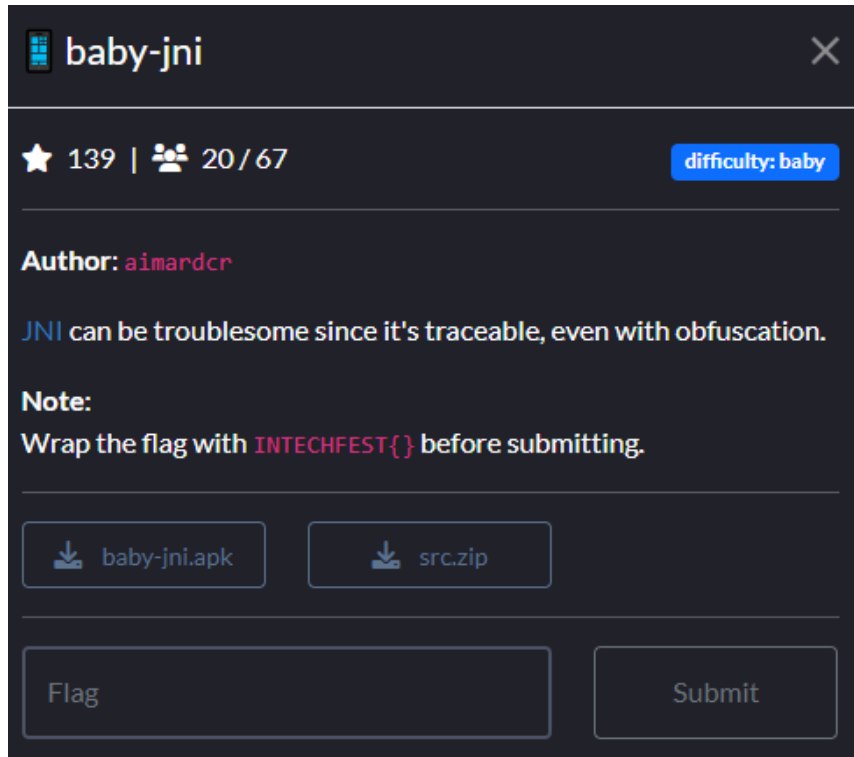 baby-jni
139 | 20/67
difficulty: baby
Author: aimardcr
JNI can be troublesome since it's traceable, even with obfuscation.
Note:
Wrap the flag with INTECHFEST{} before submitting.
baby-jni.apk
src.zip
Flag
Submit